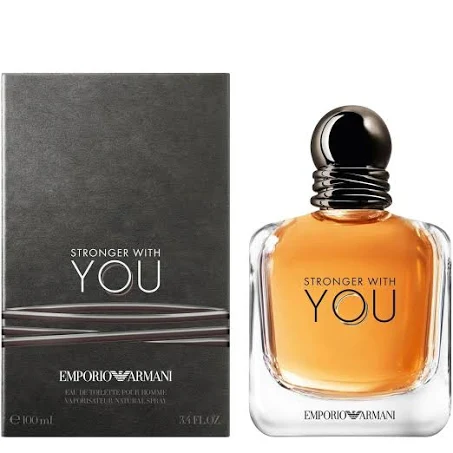 STRONGER WITH
YOU
EMPORIO ARMANI
EAU DE TOILETTE POUR HOMME
VAPORISATEUR NATURAL SPRAY
℮ 100 ml 3.4 FL.OZ
STRONGER WITH
YOU
EMPORIO ARMANI